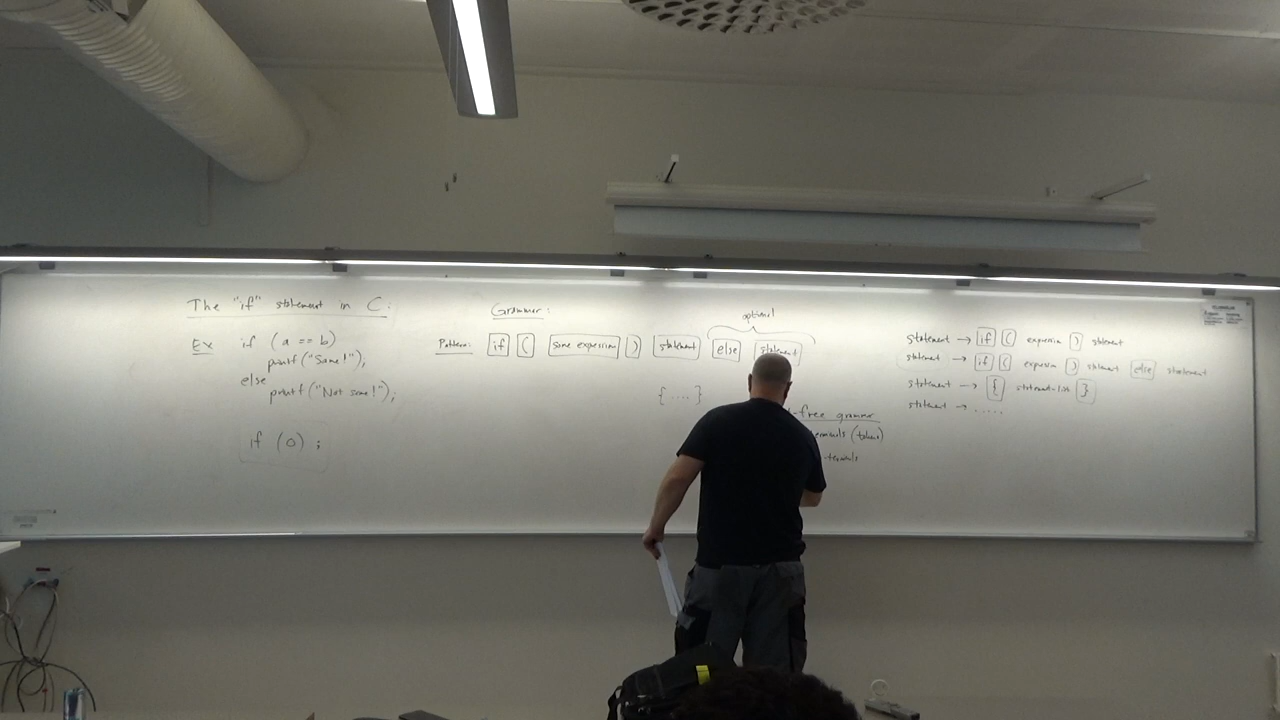 The "if" statement in C:
Ex if (a == b)
printf("Same!");
else
printf("Not same!");
if (0) ;
Grammar:
optional
Pattern: if ( some expression ) statement else statement
{ .... }
t-free grammar
erminals (token)
-terminals
statement → if ( expression ) statement
statement → if ( expression ) statement else statement
statement → { statement-list }
statement → .....